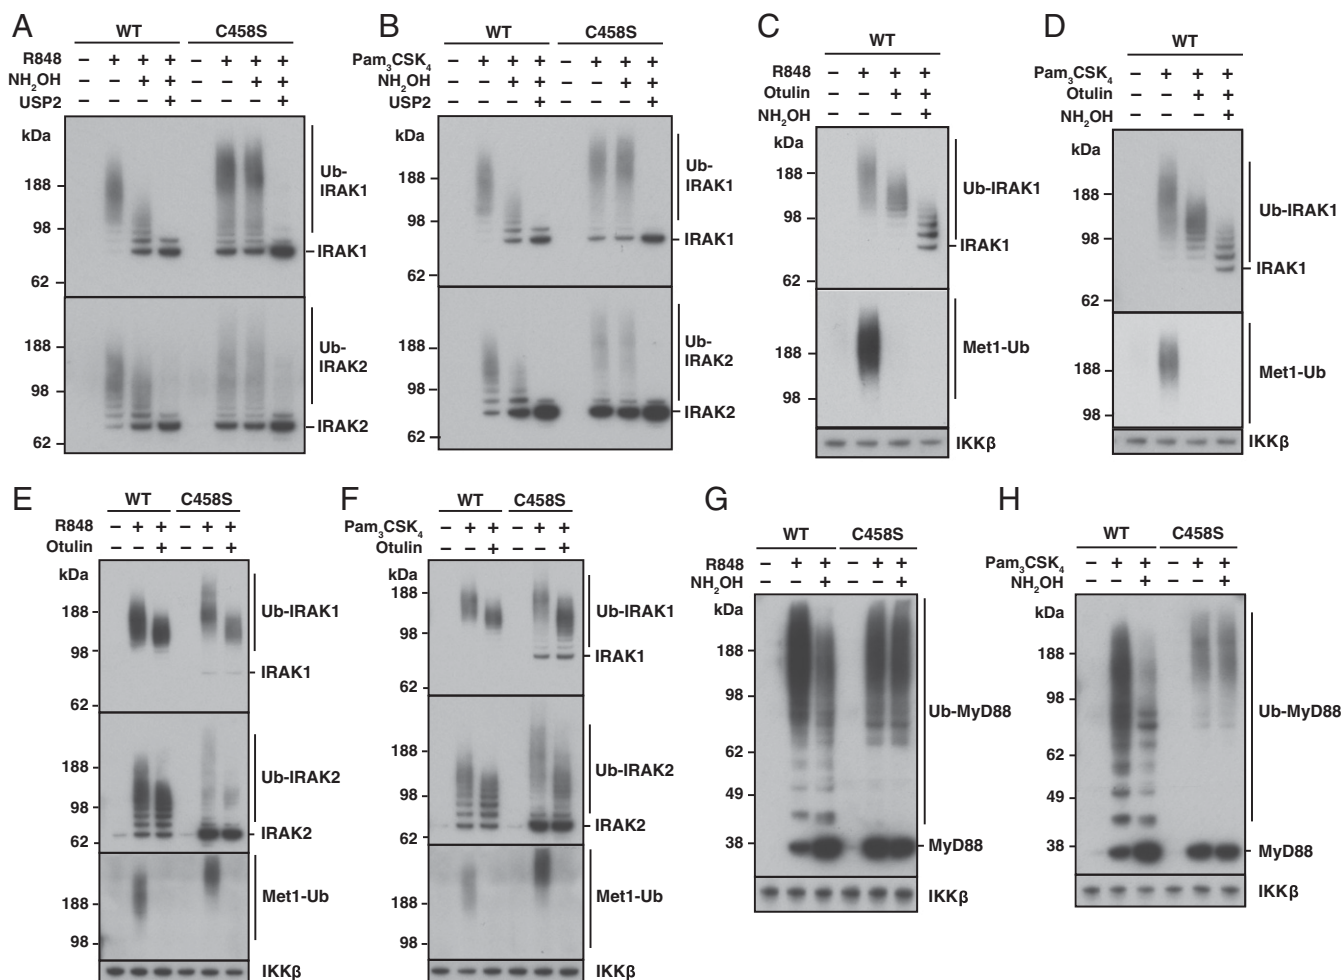 A
WT C458S
R848 – + + + – + + +
NH2OH – – + + – – + +
USP2 – – – + – – – +
kDa
188
98
62
Ub-
IRAK1
IRAK1
188
98
62
Ub-
IRAK2
IRAK2
B
WT C458S
Pam3CSK4 – + + + – + + +
NH2OH – – + + – – + +
USP2 – – – + – – – +
kDa
188
98
62
Ub-
IRAK1
IRAK1
188
98
62
Ub-
IRAK2
IRAK2
C
WT
R848 – + + +
Otulin – – + +
NH2OH – – – +
kDa
188
98
62
Ub-IRAK1
IRAK1
188
98
Met1-Ub
IKKβ
D
WT
Pam3CSK4 – + + +
Otulin – – + +
NH2OH – – – +
kDa
188
98
62
Ub-IRAK1
IRAK1
188
98
Met1-Ub
IKKβ
E
WT C458S
R848 – + + – + +
Otulin – – + – – +
kDa
188
98
62
Ub-IRAK1
IRAK1
188
98
62
Ub-IRAK2
IRAK2
188
98
Met1-Ub
IKKβ
F
WT C458S
Pam3CSK4 – + + – + +
Otulin – – + – – +
kDa
188
98
62
Ub-IRAK1
IRAK1
188
98
62
Ub-IRAK2
IRAK2
188
98
Met1-Ub
IKKβ
G
WT C458S
R848 – + + – + +
NH2OH – – + – – +
kDa
188
98
62
49
38
Ub-MyD88
MyD88
IKKβ
H
WT C458S
Pam3CSK4 – + + – + +
NH2OH – – + – – +
kDa
188
98
62
49
38
Ub-MyD88
MyD88
IKKβ